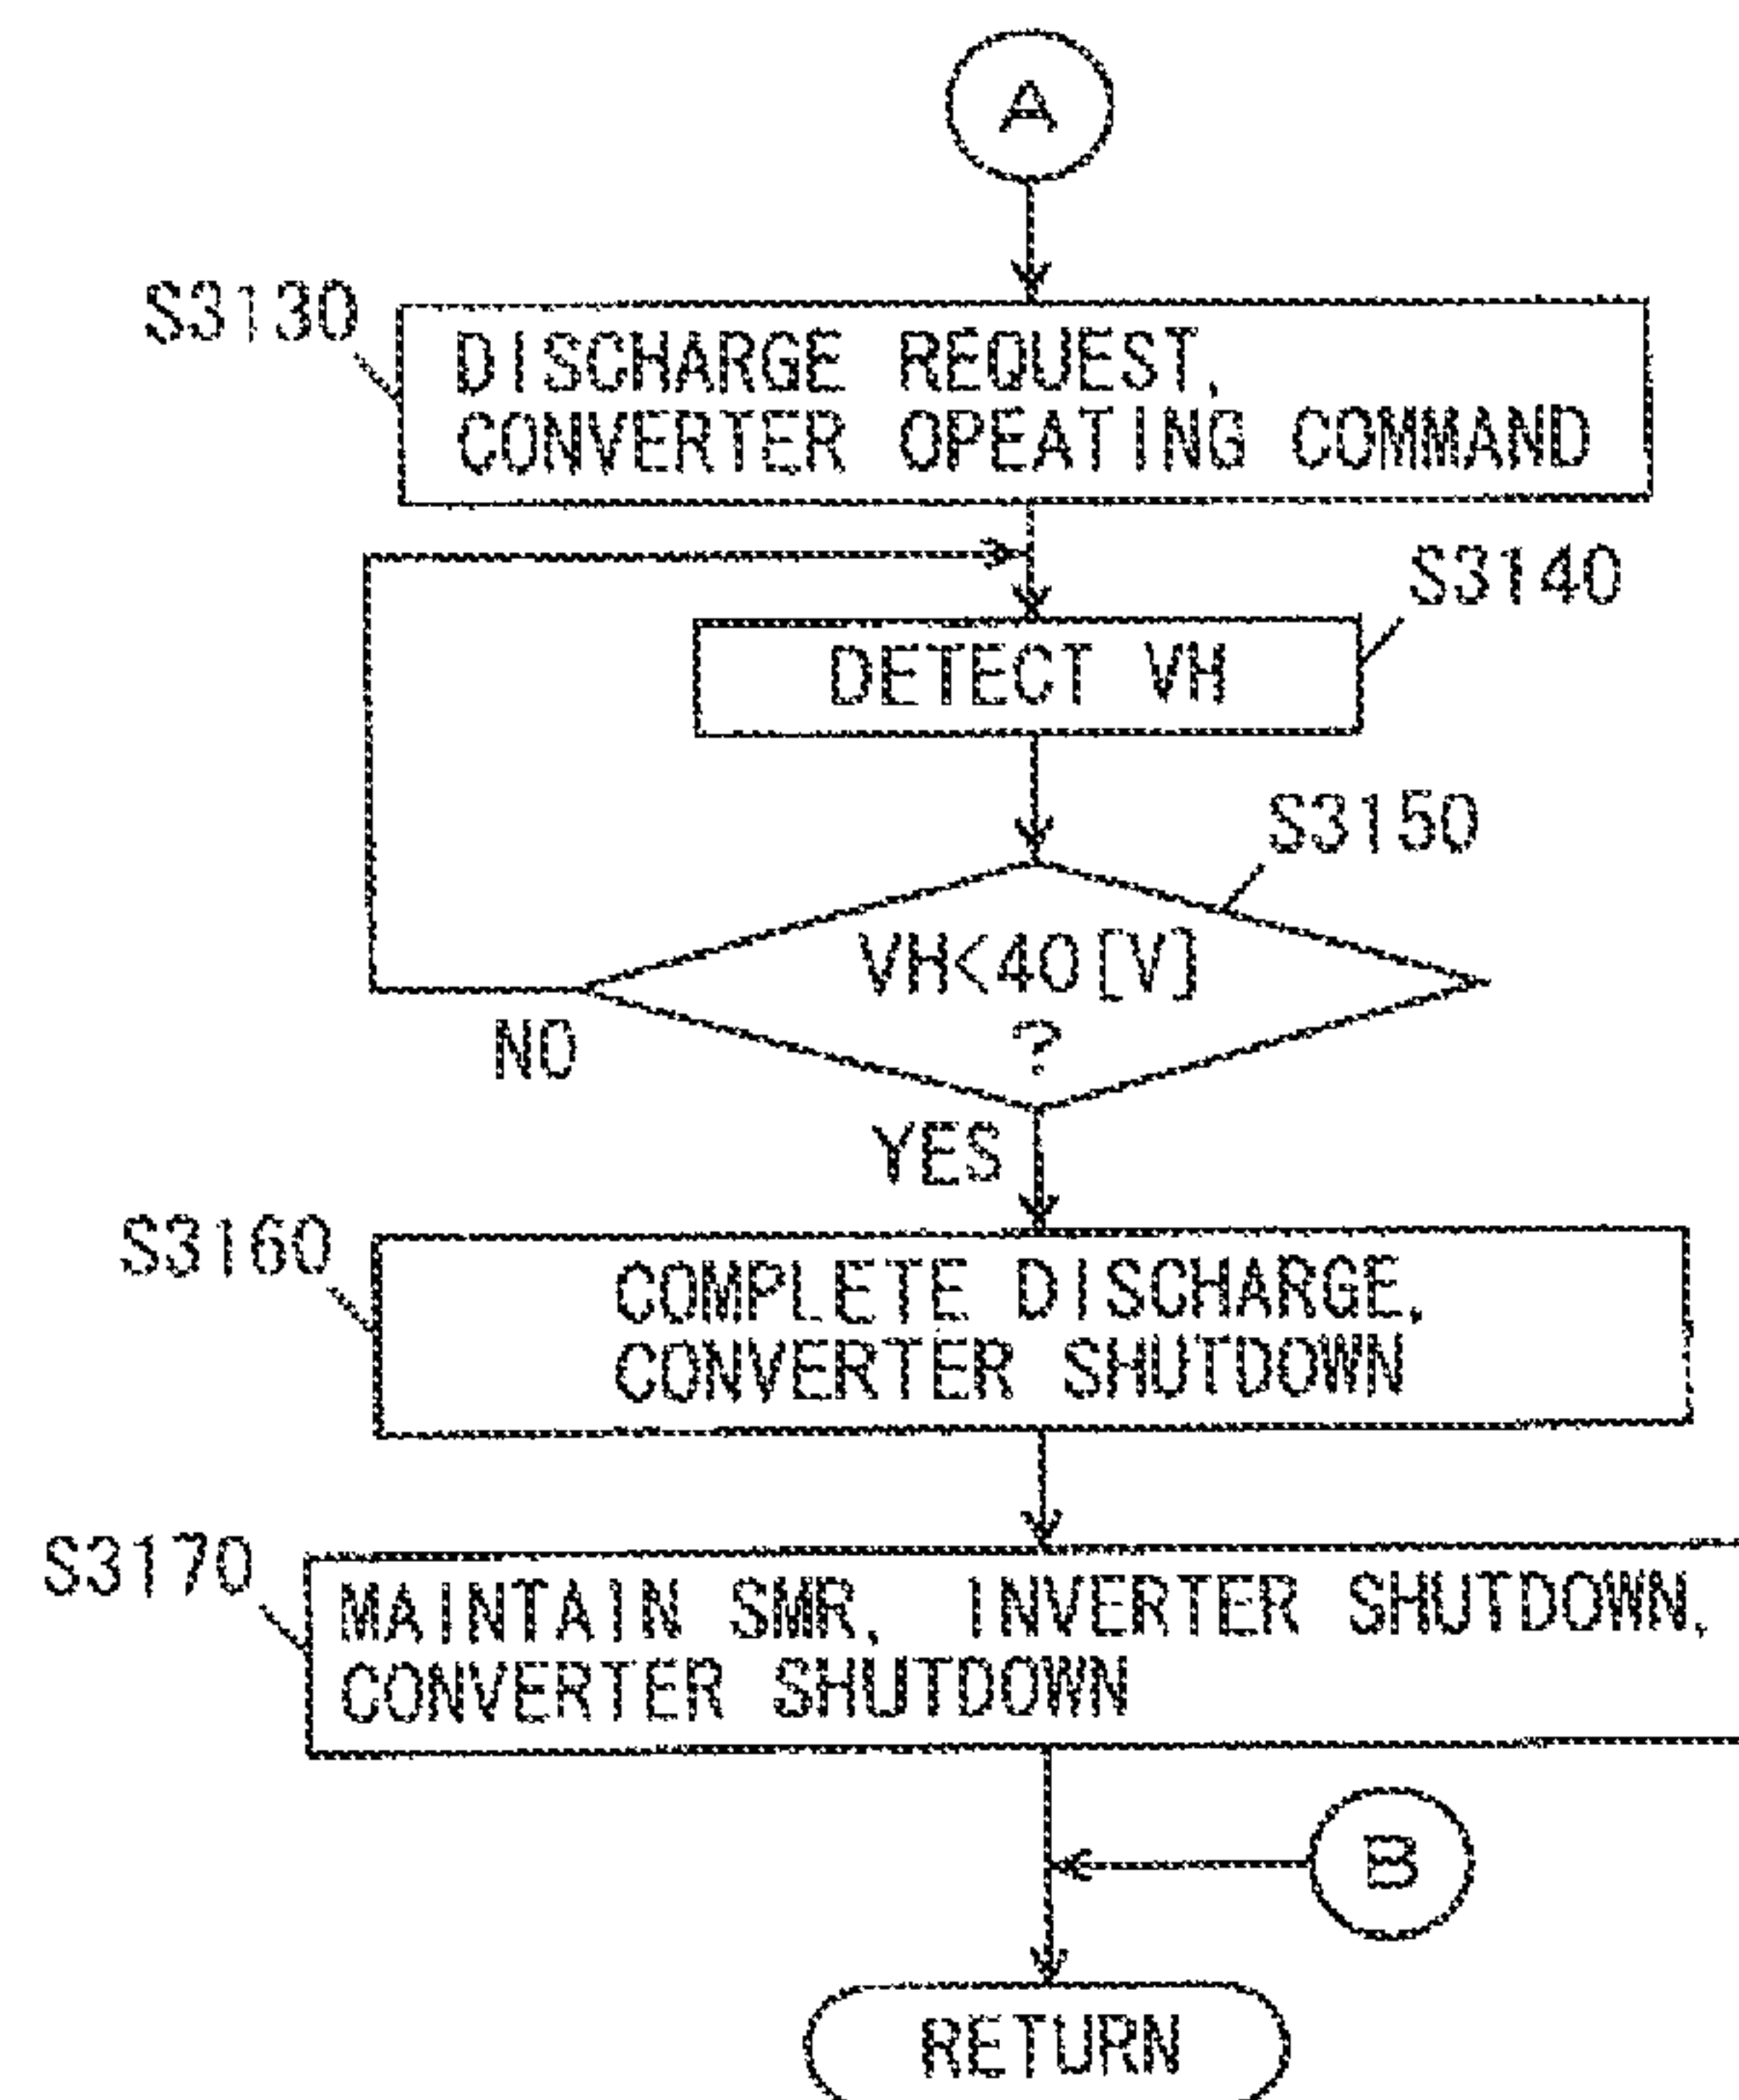 A
S3130
DISCHARGE REQUEST,
CONVERTER OPEATING COMMAND
S3140
DETECT VH
S3150
VH<40[V]
?
NO
YES
S3160
COMPLETE DISCHARGE,
CONVERTER SHUTDOWN
S3170
MAINTAIN SMR, INVERTER SHUTDOWN,
CONVERTER SHUTDOWN
B
RETURN